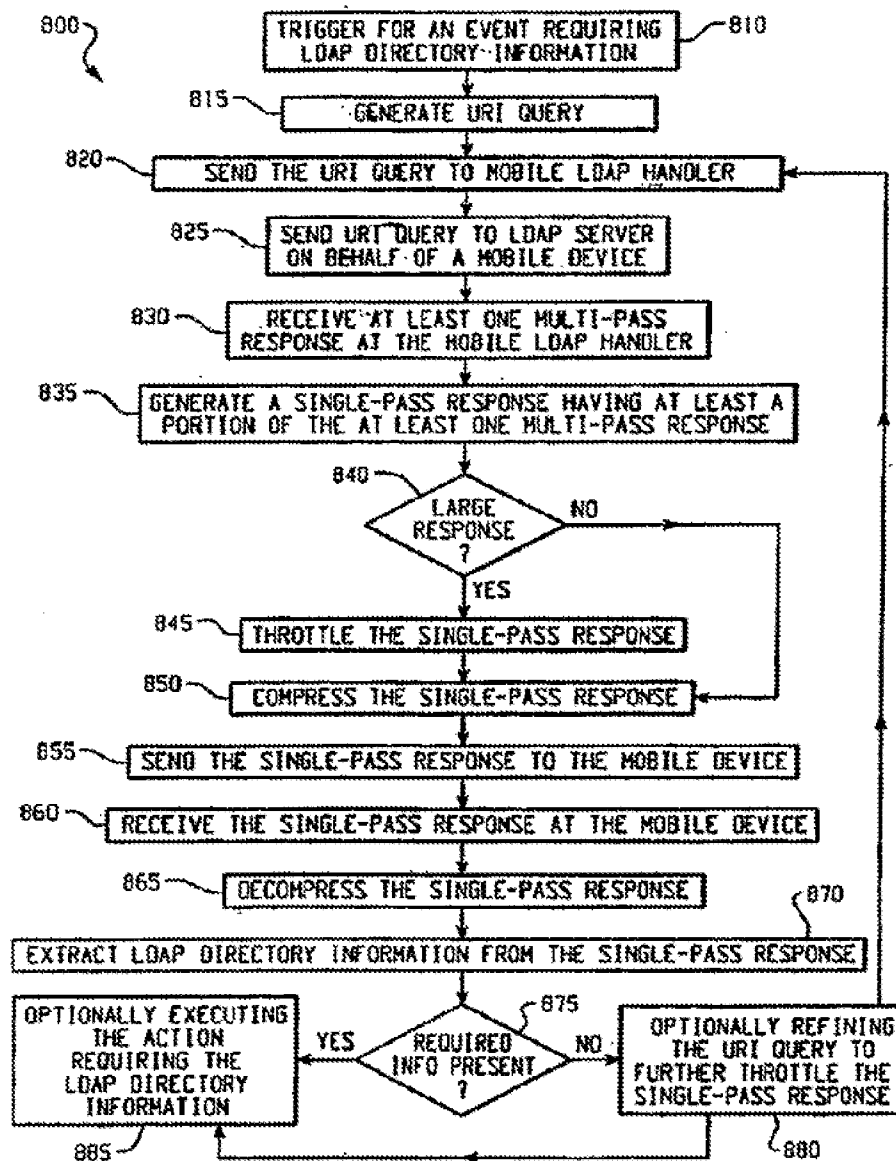 800
TRIGGER FOR AN EVENT REQUIRING
LDAP DIRECTORY INFORMATION
810
815
GENERATE URI QUERY
820
SEND THE URI QUERY TO MOBILE LDAP HANDLER
825
SEND URI QUERY TO LDAP SERVER
ON BEHALF OF A MOBILE DEVICE
830
RECEIVE AT LEAST ONE MULTI-PASS
RESPONSE AT THE MOBILE LDAP HANDLER
835
GENERATE A SINGLE-PASS RESPONSE HAVING AT LEAST A
PORTION OF THE AT LEAST ONE MULTI-PASS RESPONSE
840
LARGE
RESPONSE
?
NO
YES
845
THROTTLE THE SINGLE-PASS RESPONSE
850
COMPRESS THE SINGLE-PASS RESPONSE
855
SEND THE SINGLE-PASS RESPONSE TO THE MOBILE DEVICE
860
RECEIVE THE SINGLE-PASS RESPONSE AT THE MOBILE DEVICE
865
DECOMPRESS THE SINGLE-PASS RESPONSE
870
EXTRACT LDAP DIRECTORY INFORMATION FROM THE SINGLE-PASS RESPONSE
875
REQUIRED
INFO PRESENT
?
YES
NO
OPTIONALLY EXECUTING
THE ACTION
REQUIRING THE
LDAP DIRECTORY
INFORMATION
885
OPTIONALLY REFINING
THE URI QUERY TO
FURTHER THROTTLE THE
SINGLE-PASS RESPONSE
880